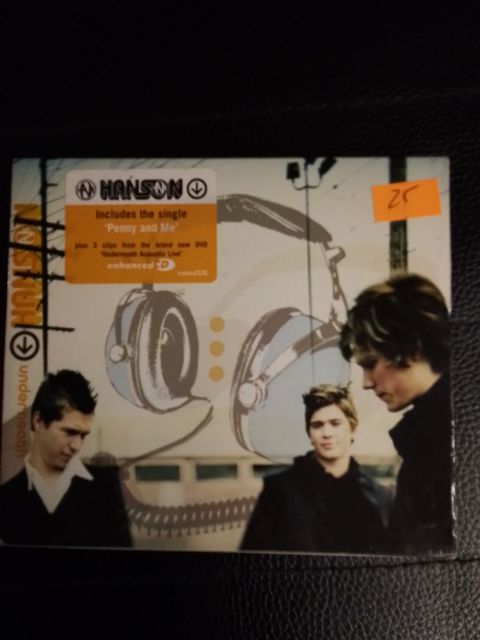 HANSON
Includes the single
'Penny and Me'
plus 3 clips from the brand new DVD
'Underneath Acoustic Live'
enhanced CD
25
HANSON
underneath